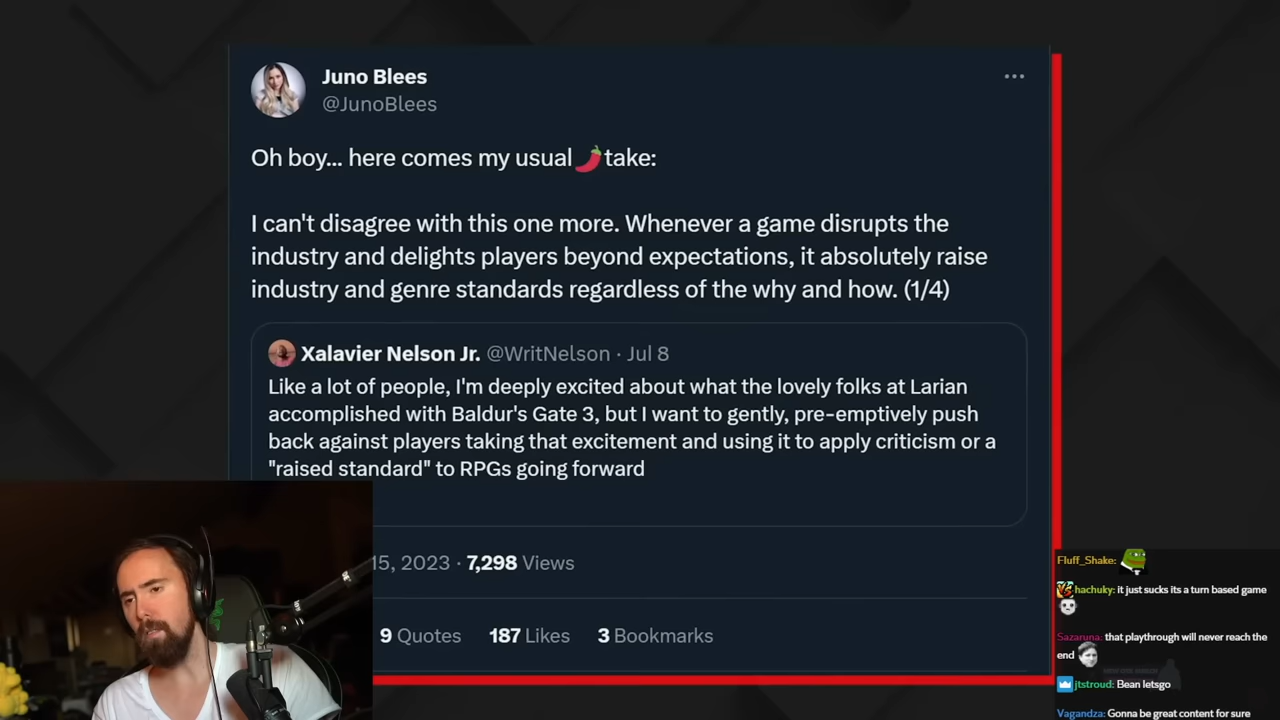 Juno Blees
@JunoBlees
Oh boy... here comes my usual 🌶️take:
I can't disagree with this one more. Whenever a game disrupts the
industry and delights players beyond expectations, it absolutely raise
industry and genre standards regardless of the why and how. (1/4)
Xalavier Nelson Jr. @WritNelson · Jul 8
Like a lot of people, I'm deeply excited about what the lovely folks at Larian
accomplished with Baldur's Gate 3, but I want to gently, pre-emptively push
back against players taking that excitement and using it to apply criticism or a
"raised standard" to RPGs going forward
15, 2023 · 7,298 Views
9 Quotes 187 Likes 3 Bookmarks
Fluff_Shake:
hachuky: it just sucks its a turn based game
Sazaruna: that playthrough will never reach the
end
jtstroud: Bean letsgo
Vagandza: Gonna be great content for sure